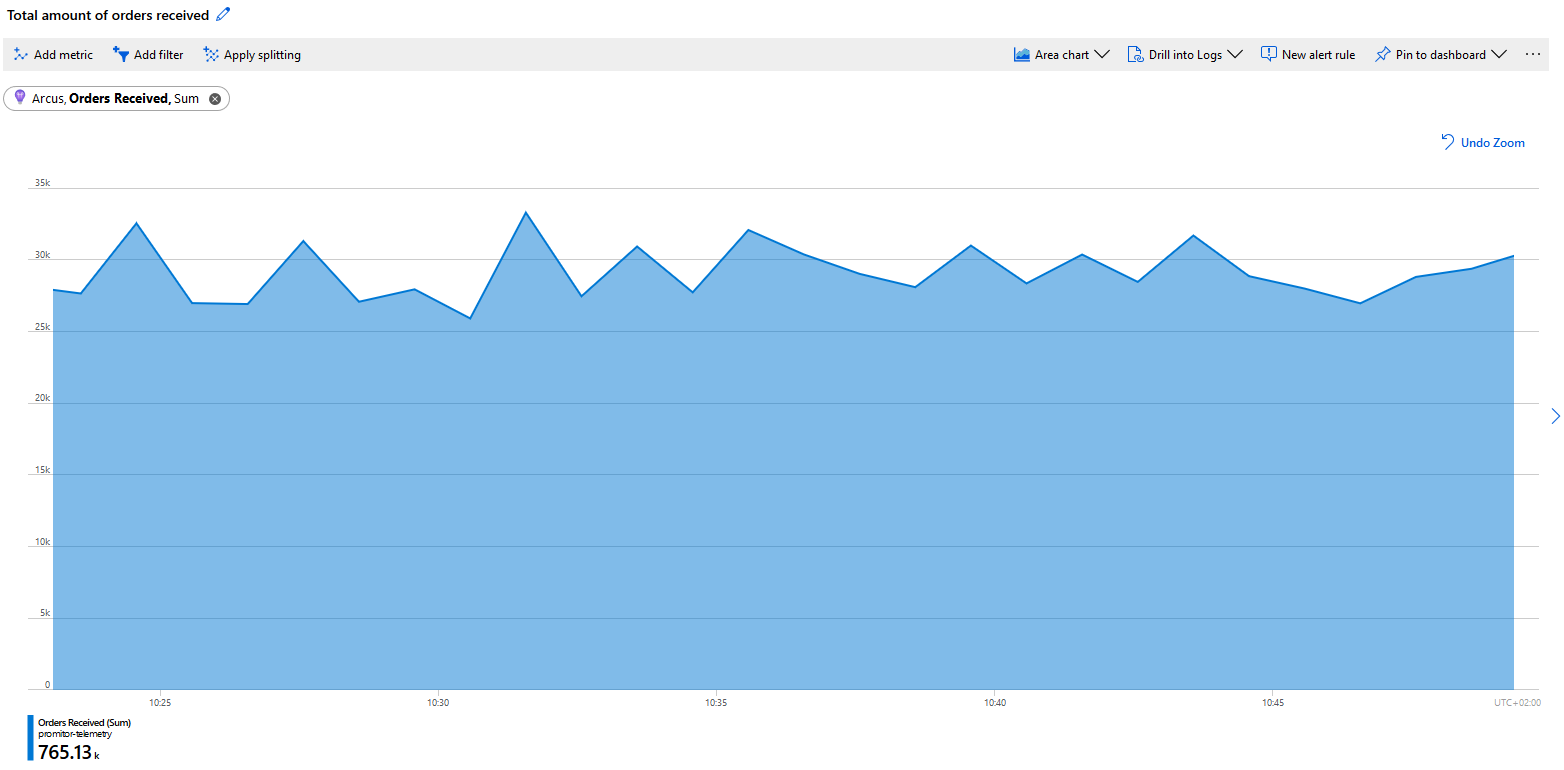 Total amount of orders received
Add metric Add filter Apply splitting Area chart Drill into Logs New alert rule Pin to dashboard ...
Arcus, Orders Received, Sum
Undo Zoom
35k
30k
25k
20k
15k
10k
5k
0
10:25 10:30 10:35 10:40 10:45 UTC+02:00
Orders Received (Sum)
promitor-telemetry
765.13 k